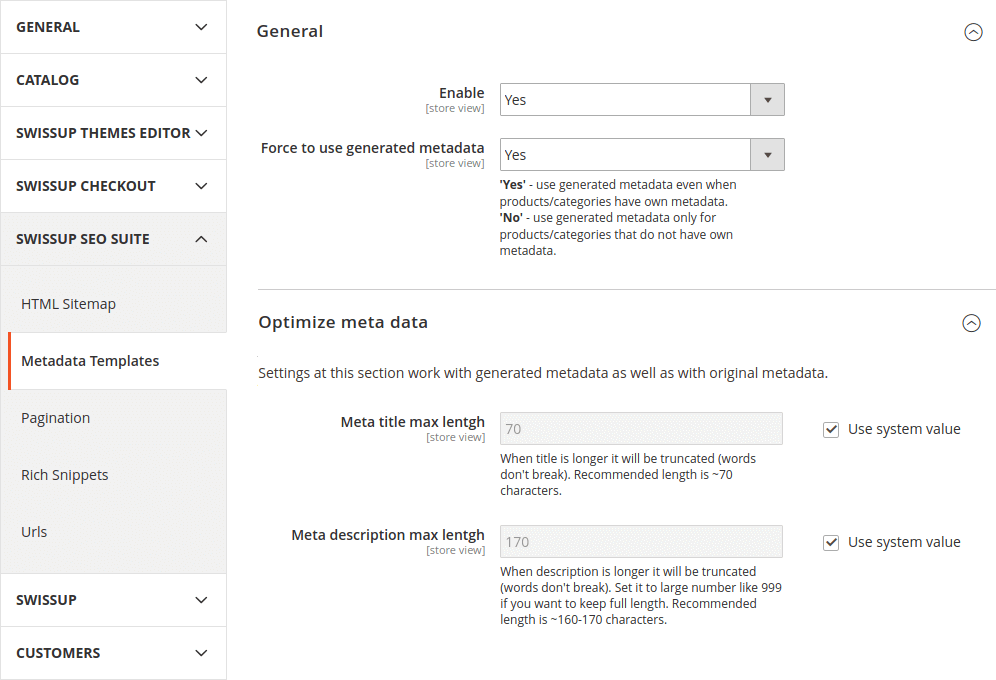 GENERAL
CATALOG
SWISSUP THEMES EDITOR
SWISSUP CHECKOUT
SWISSUP SEO SUITE
HTML Sitemap
Metadata Templates
Pagination
Rich Snippets
Urls
SWISSUP
CUSTOMERS
General
Enable
[store view]
Yes
Force to use generated metadata
[store view]
Yes
'Yes' - use generated metadata even when
products/categories have own metadata.
'No' - use generated metadata only for
products/categories that do not have own
metadata.
Optimize meta data
Settings at this section work with generated metadata as well as with original metadata.
Meta title max lentgh
[store view]
70
Use system value
When title is longer it will be truncated (words
don't break). Recommended length is ~70
characters.
Meta description max lentgh
[store view]
170
Use system value
When description is longer it will be truncated
(words don't break). Set it to large number like 999
if you want to keep full length. Recommended
length is ~160-170 characters.